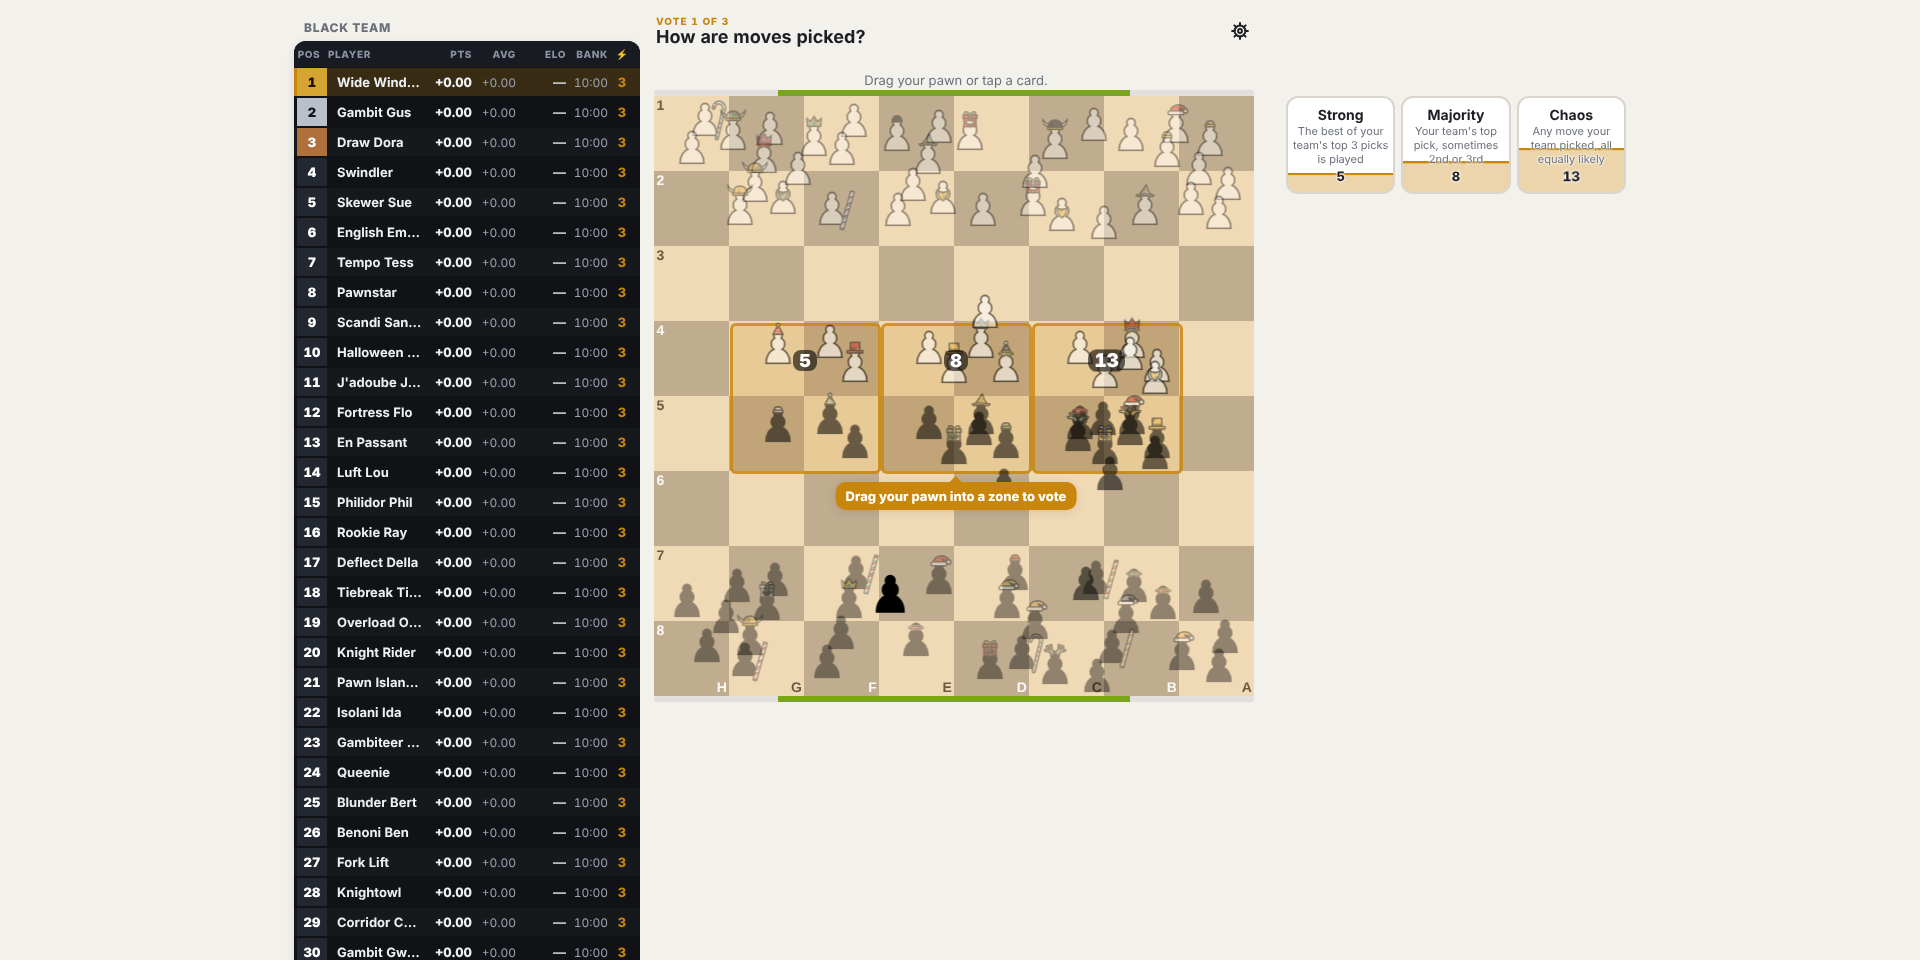 BLACK TEAM
POS PLAYER PTS AVG ELO BANK ⚡
1 Wide Wind... +0.00 +0.00 — 10:00 3
2 Gambit Gus +0.00 +0.00 — 10:00 3
3 Draw Dora +0.00 +0.00 — 10:00 3
4 Swindler +0.00 +0.00 — 10:00 3
5 Skewer Sue +0.00 +0.00 — 10:00 3
6 English Em... +0.00 +0.00 — 10:00 3
7 Tempo Tess +0.00 +0.00 — 10:00 3
8 Pawnstar +0.00 +0.00 — 10:00 3
9 Scandi San... +0.00 +0.00 — 10:00 3
10 Halloween ... +0.00 +0.00 — 10:00 3
11 J'adoube J... +0.00 +0.00 — 10:00 3
12 Fortress Flo +0.00 +0.00 — 10:00 3
13 En Passant +0.00 +0.00 — 10:00 3
14 Luft Lou +0.00 +0.00 — 10:00 3
15 Philidor Phil +0.00 +0.00 — 10:00 3
16 Rookie Ray +0.00 +0.00 — 10:00 3
17 Deflect Della +0.00 +0.00 — 10:00 3
18 Tiebreak Ti... +0.00 +0.00 — 10:00 3
19 Overload O... +0.00 +0.00 — 10:00 3
20 Knight Rider +0.00 +0.00 — 10:00 3
21 Pawn Islan... +0.00 +0.00 — 10:00 3
22 Isolani Ida +0.00 +0.00 — 10:00 3
23 Gambiteer ... +0.00 +0.00 — 10:00 3
24 Queenie +0.00 +0.00 — 10:00 3
25 Blunder Bert +0.00 +0.00 — 10:00 3
26 Benoni Ben +0.00 +0.00 — 10:00 3
27 Fork Lift +0.00 +0.00 — 10:00 3
28 Knightowl +0.00 +0.00 — 10:00 3
29 Corridor C... +0.00 +0.00 — 10:00 3
30 Gambit Gw... +0.00 +0.00 — 10:00 3
VOTE 1 OF 3
How are moves picked?
Drag your pawn or tap a card.
1
2
3
4
5 8 13
5
6
Drag your pawn into a zone to vote
7
8
H G F E D C B A
Strong
The best of your
team's top 3 picks
is played
5
Majority
Your team's top
pick, sometimes
2nd or 3rd
8
Chaos
Any move your
team picked, all
equally likely
13